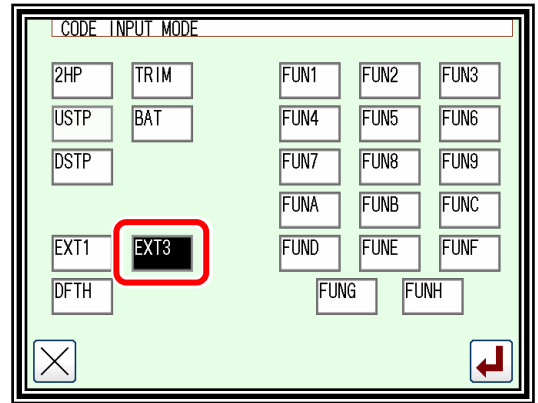 CODE INPUT MODE
2HP TRIM FUN1 FUN2 FUN3
USTP BAT FUN4 FUN5 FUN6
DSTP FUN7 FUN8 FUN9
FUNA FUNB FUNC
EXT1 EXT3 FUND FUNE FUNF
DFTH FUNG FUNH